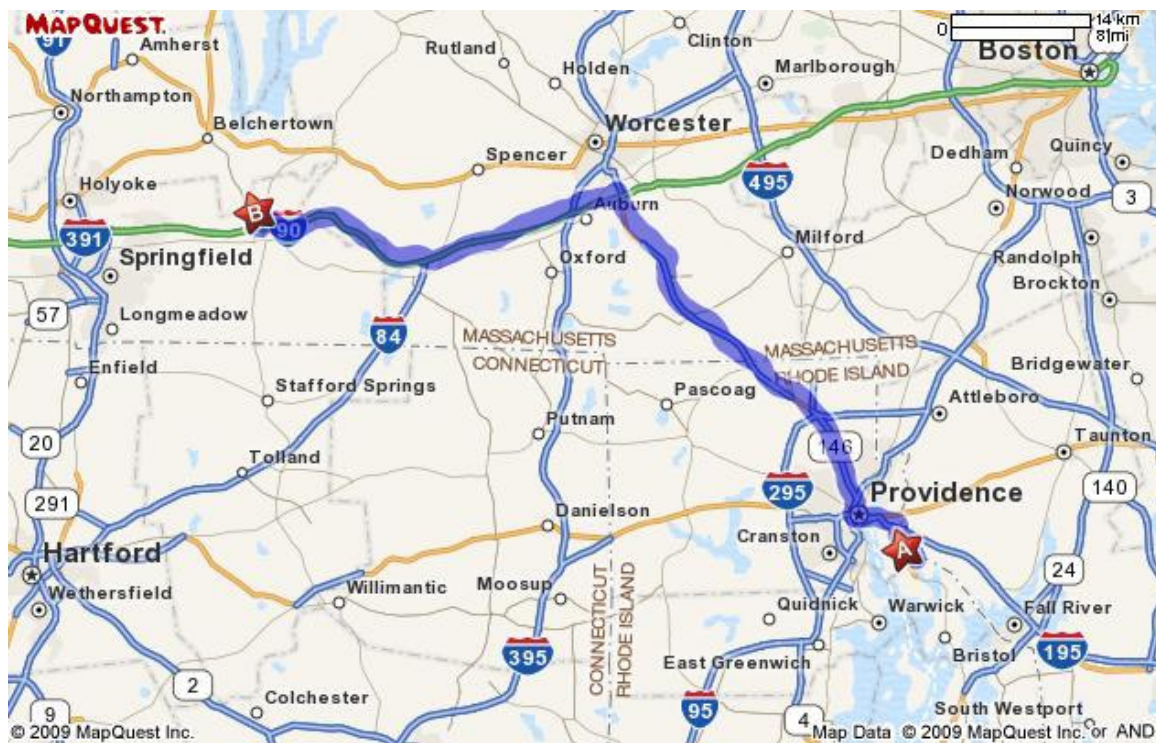 MAPQUEST.
14 km
0
81mi
91
Amherst
Rutland
Clinton
Boston
Holden
Marlborough
Northampton
Belchertown
Worcester
Spencer
Dedham
Quincy
Holyoke
495
Norwood
3
B
90
Auburn
391
Springfield
Oxford
Milford
Randolph
57
Brockton
Longmeadow
84
MASSACHUSETTS
CONNECTICUT
MASSACHUSETTS
RHODE ISLAND
Bridgewater
Enfield
Stafford Springs
Pascoag
Attleboro
Putnam
20
146
Taunton
Tolland
295
Providence
140
291
Danielson
Cranston
A
Hartford
24
Willimantic
Moosup
Wethersfield
Quidnick
Warwick
Fall River
CONNECTICUT
RHODE ISLAND
395
East Greenwich
Bristol
195
2
Colchester
95
South Westport
9
4
© 2009 MapQuest Inc.
Map Data © 2009 MapQuest Inc. or AND